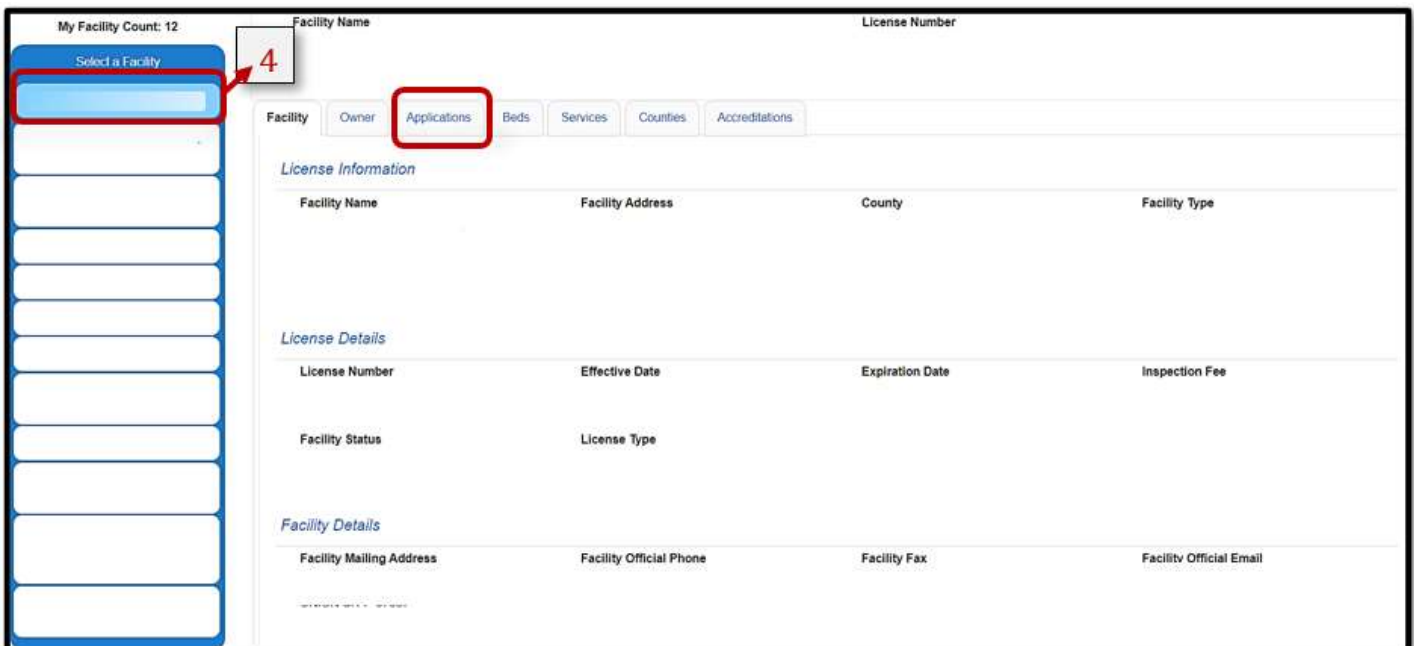 My Facility Count: 12
Select a Facility
4
Facility Name License Number
Facility Owner Applications Beds Services Counties Accreditations
License Information
Facility Name Facility Address County Facility Type
License Details
License Number Effective Date Expiration Date Inspection Fee
Facility Status License Type
Facility Details
Facility Mailing Address Facility Official Phone Facility Fax Facility Official Email